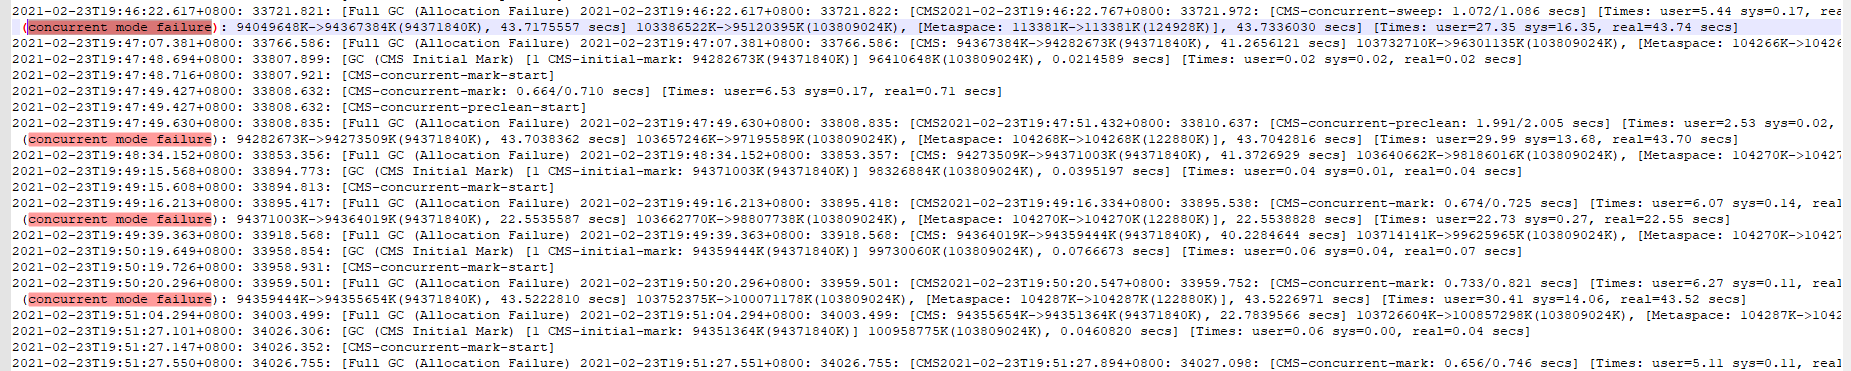 2021-02-23T19:46:22.617+0800: 33721.821: [Full GC (Allocation Failure) 2021-02-23T19:46:22.617+0800: 33721.822: [CMS2021-02-23T19:46:22.767+0800: 33721.972: [CMS-concurrent-sweep: 1.072/1.086 secs] [Times: user=5.44 sys=0.17, rea
(concurrent mode failure): 94049648K->94367384K(94371840K), 43.7175557 secs] 103386522K->95120395K(103809024K), [Metaspace: 113381K->113381K(124928K)], 43.7336030 secs] [Times: user=27.35 sys=16.35, real=43.74 secs]
2021-02-23T19:47:07.381+0800: 33766.586: [Full GC (Allocation Failure) 2021-02-23T19:47:07.381+0800: 33766.586: [CMS: 94367384K->94282673K(94371840K), 41.2656121 secs] 103732710K->96301135K(103809024K), [Metaspace: 104266K->10426
2021-02-23T19:47:48.694+0800: 33807.899: [GC (CMS Initial Mark) [1 CMS-initial-mark: 94282673K(94371840K)] 96410648K(103809024K), 0.0214589 secs] [Times: user=0.02 sys=0.02, real=0.02 secs]
2021-02-23T19:47:48.716+0800: 33807.921: [CMS-concurrent-mark-start]
2021-02-23T19:47:49.427+0800: 33808.632: [CMS-concurrent-mark: 0.664/0.710 secs] [Times: user=6.53 sys=0.17, real=0.71 secs]
2021-02-23T19:47:49.427+0800: 33808.632: [CMS-concurrent-preclean-start]
2021-02-23T19:47:49.630+0800: 33808.835: [Full GC (Allocation Failure) 2021-02-23T19:47:49.630+0800: 33808.835: [CMS2021-02-23T19:47:51.432+0800: 33810.637: [CMS-concurrent-preclean: 1.991/2.005 secs] [Times: user=2.53 sys=0.02,
(concurrent mode failure): 94282673K->94273509K(94371840K), 43.7038362 secs] 103657246K->97195589K(103809024K), [Metaspace: 104268K->104268K(122880K)], 43.7042816 secs] [Times: user=29.99 sys=13.68, real=43.70 secs]
2021-02-23T19:48:34.152+0800: 33853.356: [Full GC (Allocation Failure) 2021-02-23T19:48:34.152+0800: 33853.357: [CMS: 94273509K->94371003K(94371840K), 41.3726929 secs] 103640662K->98186016K(103809024K), [Metaspace: 104270K->10427
2021-02-23T19:49:15.568+0800: 33894.773: [GC (CMS Initial Mark) [1 CMS-initial-mark: 94371003K(94371840K)] 98326884K(103809024K), 0.0395197 secs] [Times: user=0.04 sys=0.01, real=0.04 secs]
2021-02-23T19:49:15.608+0800: 33894.813: [CMS-concurrent-mark-start]
2021-02-23T19:49:16.213+0800: 33895.417: [Full GC (Allocation Failure) 2021-02-23T19:49:16.213+0800: 33895.418: [CMS2021-02-23T19:49:16.334+0800: 33895.538: [CMS-concurrent-mark: 0.674/0.725 secs] [Times: user=6.07 sys=0.14, real
(concurrent mode failure): 94371003K->94364019K(94371840K), 22.5535587 secs] 103662770K->98807738K(103809024K), [Metaspace: 104270K->104270K(122880K)], 22.5538828 secs] [Times: user=22.73 sys=0.27, real=22.55 secs]
2021-02-23T19:49:39.363+0800: 33918.568: [Full GC (Allocation Failure) 2021-02-23T19:49:39.363+0800: 33918.568: [CMS: 94364019K->94359444K(94371840K), 40.2284644 secs] 103714141K->99625965K(103809024K), [Metaspace: 104270K->10427
2021-02-23T19:50:19.649+0800: 33958.854: [GC (CMS Initial Mark) [1 CMS-initial-mark: 94359444K(94371840K)] 99730060K(103809024K), 0.0766673 secs] [Times: user=0.06 sys=0.04, real=0.07 secs]
2021-02-23T19:50:19.726+0800: 33958.931: [CMS-concurrent-mark-start]
2021-02-23T19:50:20.296+0800: 33959.501: [Full GC (Allocation Failure) 2021-02-23T19:50:20.296+0800: 33959.501: [CMS2021-02-23T19:50:20.547+0800: 33959.752: [CMS-concurrent-mark: 0.733/0.821 secs] [Times: user=6.27 sys=0.11, real
(concurrent mode failure): 94359444K->94355654K(94371840K), 43.5222810 secs] 103752375K->100071178K(103809024K), [Metaspace: 104287K->104287K(122880K)], 43.5226971 secs] [Times: user=30.41 sys=14.06, real=43.52 secs]
2021-02-23T19:51:04.294+0800: 34003.499: [Full GC (Allocation Failure) 2021-02-23T19:51:04.294+0800: 34003.499: [CMS: 94355654K->94351364K(94371840K), 22.7839566 secs] 103726604K->100857298K(103809024K), [Metaspace: 104287K->1042
2021-02-23T19:51:27.101+0800: 34026.306: [GC (CMS Initial Mark) [1 CMS-initial-mark: 94351364K(94371840K)] 100958775K(103809024K), 0.0460820 secs] [Times: user=0.06 sys=0.00, real=0.04 secs]
2021-02-23T19:51:27.147+0800: 34026.352: [CMS-concurrent-mark-start]
2021-02-23T19:51:27.550+0800: 34026.755: [Full GC (Allocation Failure) 2021-02-23T19:51:27.551+0800: 34026.755: [CMS2021-02-23T19:51:27.894+0800: 34027.098: [CMS-concurrent-mark: 0.656/0.746 secs] [Times: user=5.11 sys=0.11, real